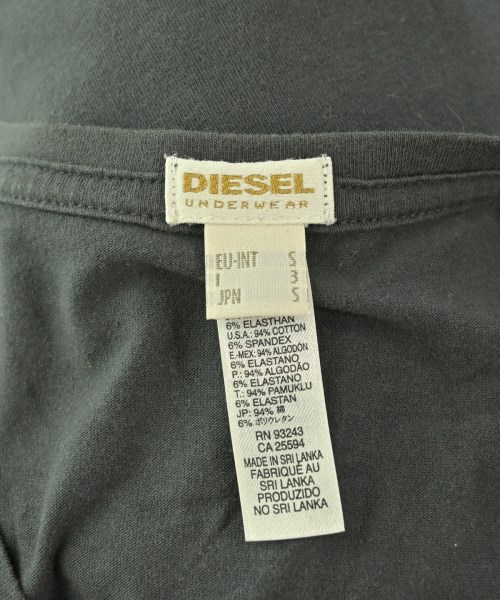 DIESEL
UNDERWEAR
EU-INT S
I 3
JPN S
6% ELASTHAN
U.S.A.: 94% COTTON
6% SPANDEX
E.-MEX: 94% ALGODÓN
6% ELASTANO
P.: 94% ALGODÃO
6% ELASTANO
T.: 94% PAMUKLU
6% ELASTAN
JP: 94% 綿
6% ポリウレタン
RN 93243
CA 25594
MADE IN SRI LANKA
FABRIQUÉ AU
SRI LANKA
PRODUZIDO
NO SRI LANKA